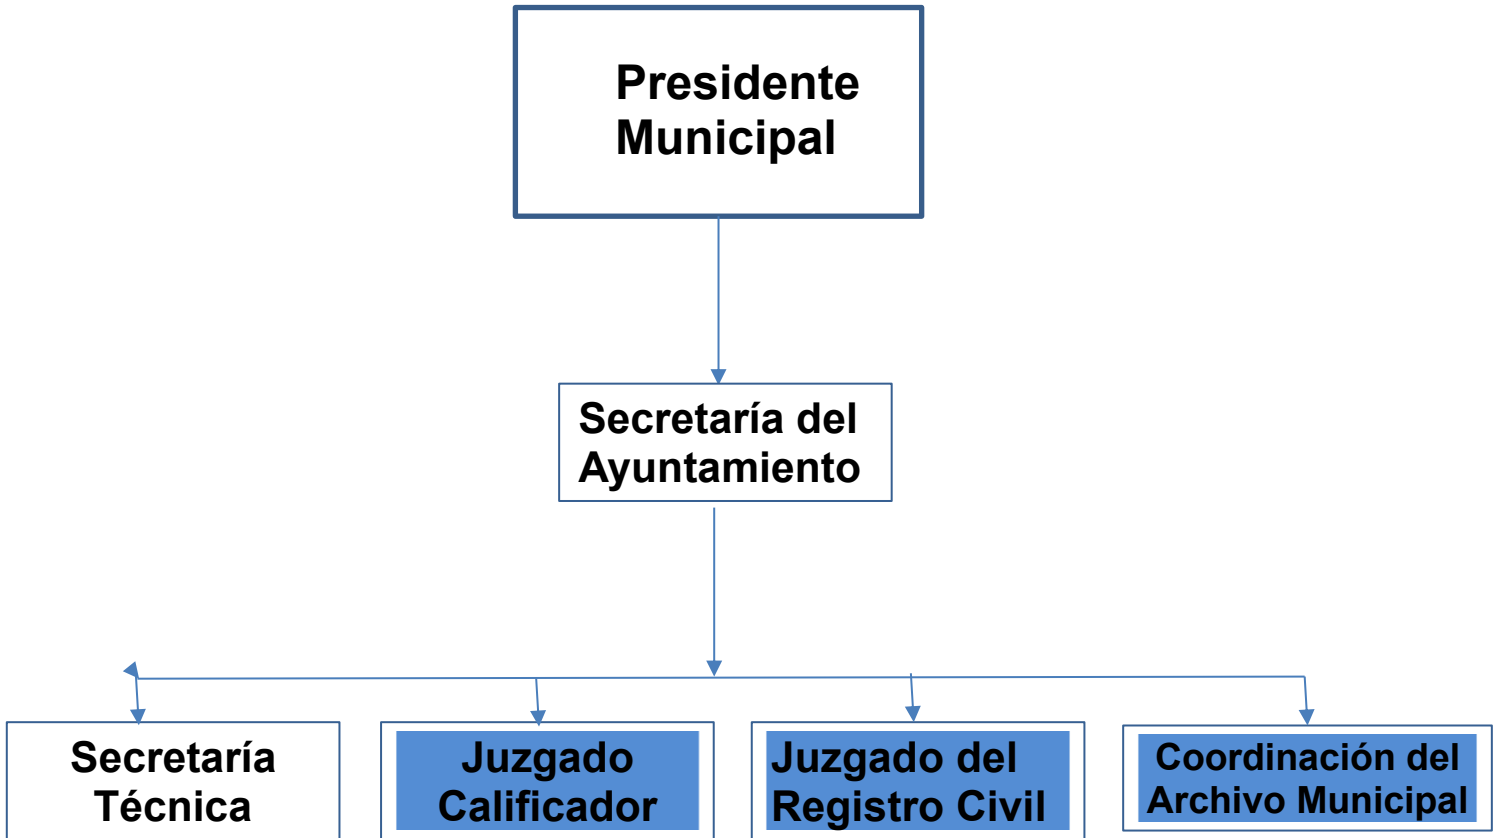 Presidente
Municipal
Secretaría del
Ayuntamiento
Secretaría
Técnica
Juzgado
Calificador
Juzgado del
Registro Civil
Coordinación del
Archivo Municipal